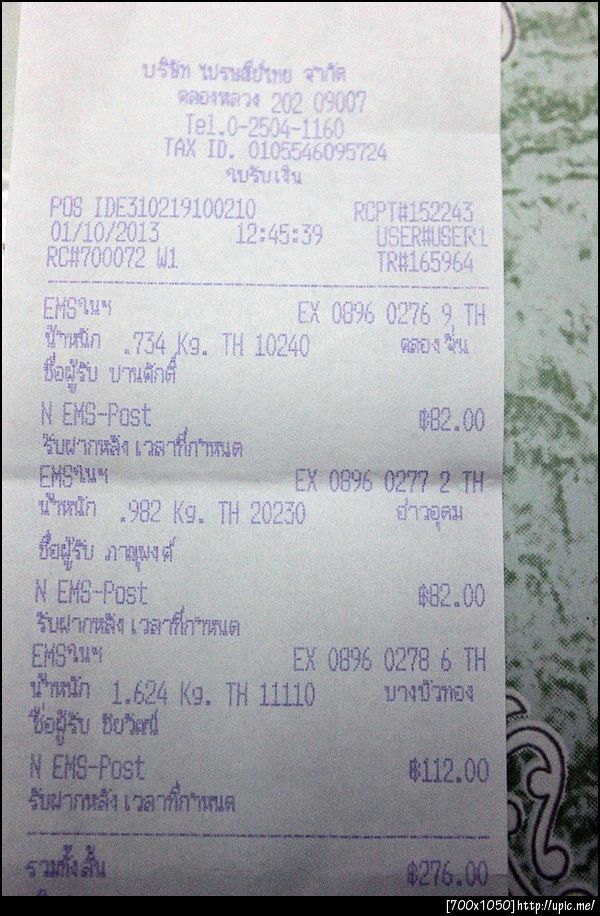 บริษัท ไปรษณีย์ไทย จำกัด
คลองหลวง 202 09007
Tel.0-2504-1160
TAX ID. 0105546095724
ใบรับเงิน
POS IDE310219100210 RCPT#152243
01/10/2013 12:45:39 USER#USER1
RC#700072 W1 TR#165964
EMSในฯ EX 0896 0276 9 TH
น้ำหนัก .734 Kg. TH 10240 คลองจั่น
ชื่อผู้รับ ปานศักดิ์
N EMS-Post ฿82.00
รับฝากหลัง เวลาที่กำหนด
EMSในฯ EX 0896 0277 2 TH
น้ำหนัก .982 Kg. TH 20230 อ่าวอุดม
ชื่อผู้รับ ภาณุพงศ์
N EMS-Post ฿82.00
รับฝากหลัง เวลาที่กำหนด
EMSในฯ EX 0896 0278 6 TH
น้ำหนัก 1.624 Kg. TH 11110 บางบัวทอง
ชื่อผู้รับ ชัยวัฒน์
N EMS-Post ฿112.00
รับฝากหลัง เวลาที่กำหนด
รวมทั้งสิ้น ฿276.00
[700x1050]http://upic.me/